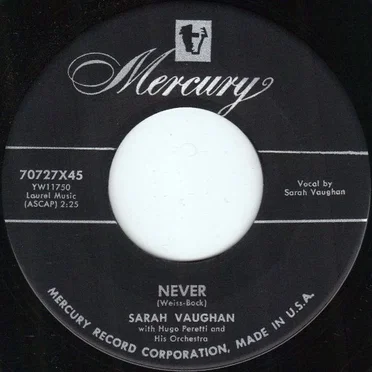 Mercury
70727X45
YW11750
Laurel Music
(ASCAP) 2:25
Vocal by
Sarah Vaughan
NEVER
(Weiss-Bock)
SARAH VAUGHAN
with Hugo Peretti and
His Orchestra
MERCURY RECORD CORPORATION, MADE IN U.S.A.